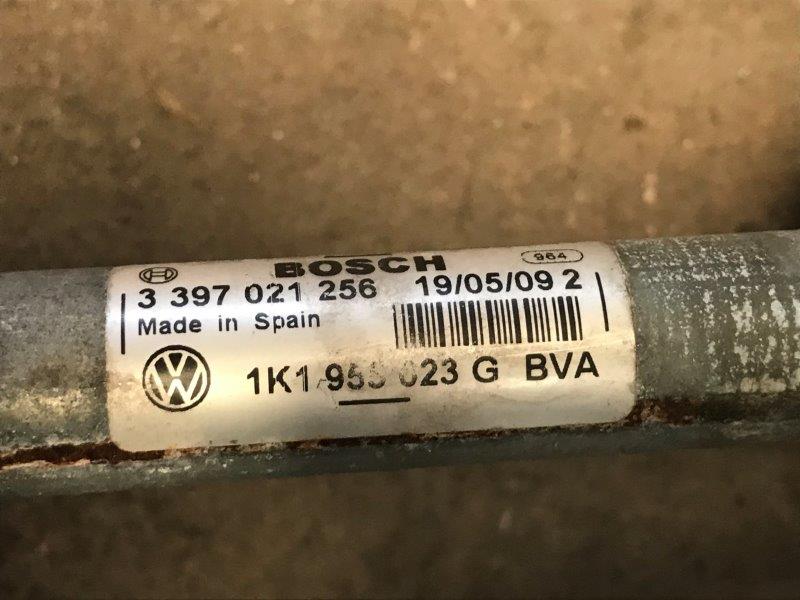 BOSCH 964
3 397 021 256 19/05/09 2
Made in Spain
1K1 955 023 G BVA